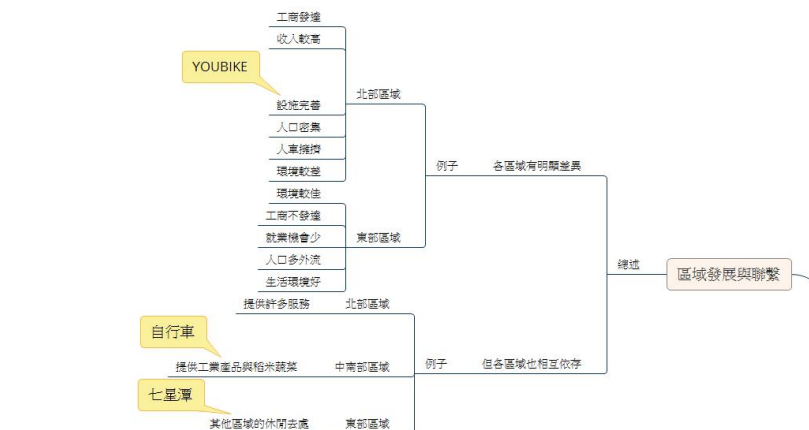 工商發達
收入較高
YOUBIKE
北部區域
設施完善
人口密集
人車擁擠
例子
各區域有明顯差異
環境較差
環境較佳
工商不發達
就業機會少
東部區域
人口多外流
總述
區域發展與聯繫
生活環境好
提供許多服務
北部區域
自行車
提供工業產品與稻米蔬菜
中南部區域
例子
但各區域也相互依存
七星潭
其他區域的休閒去處
東部區域